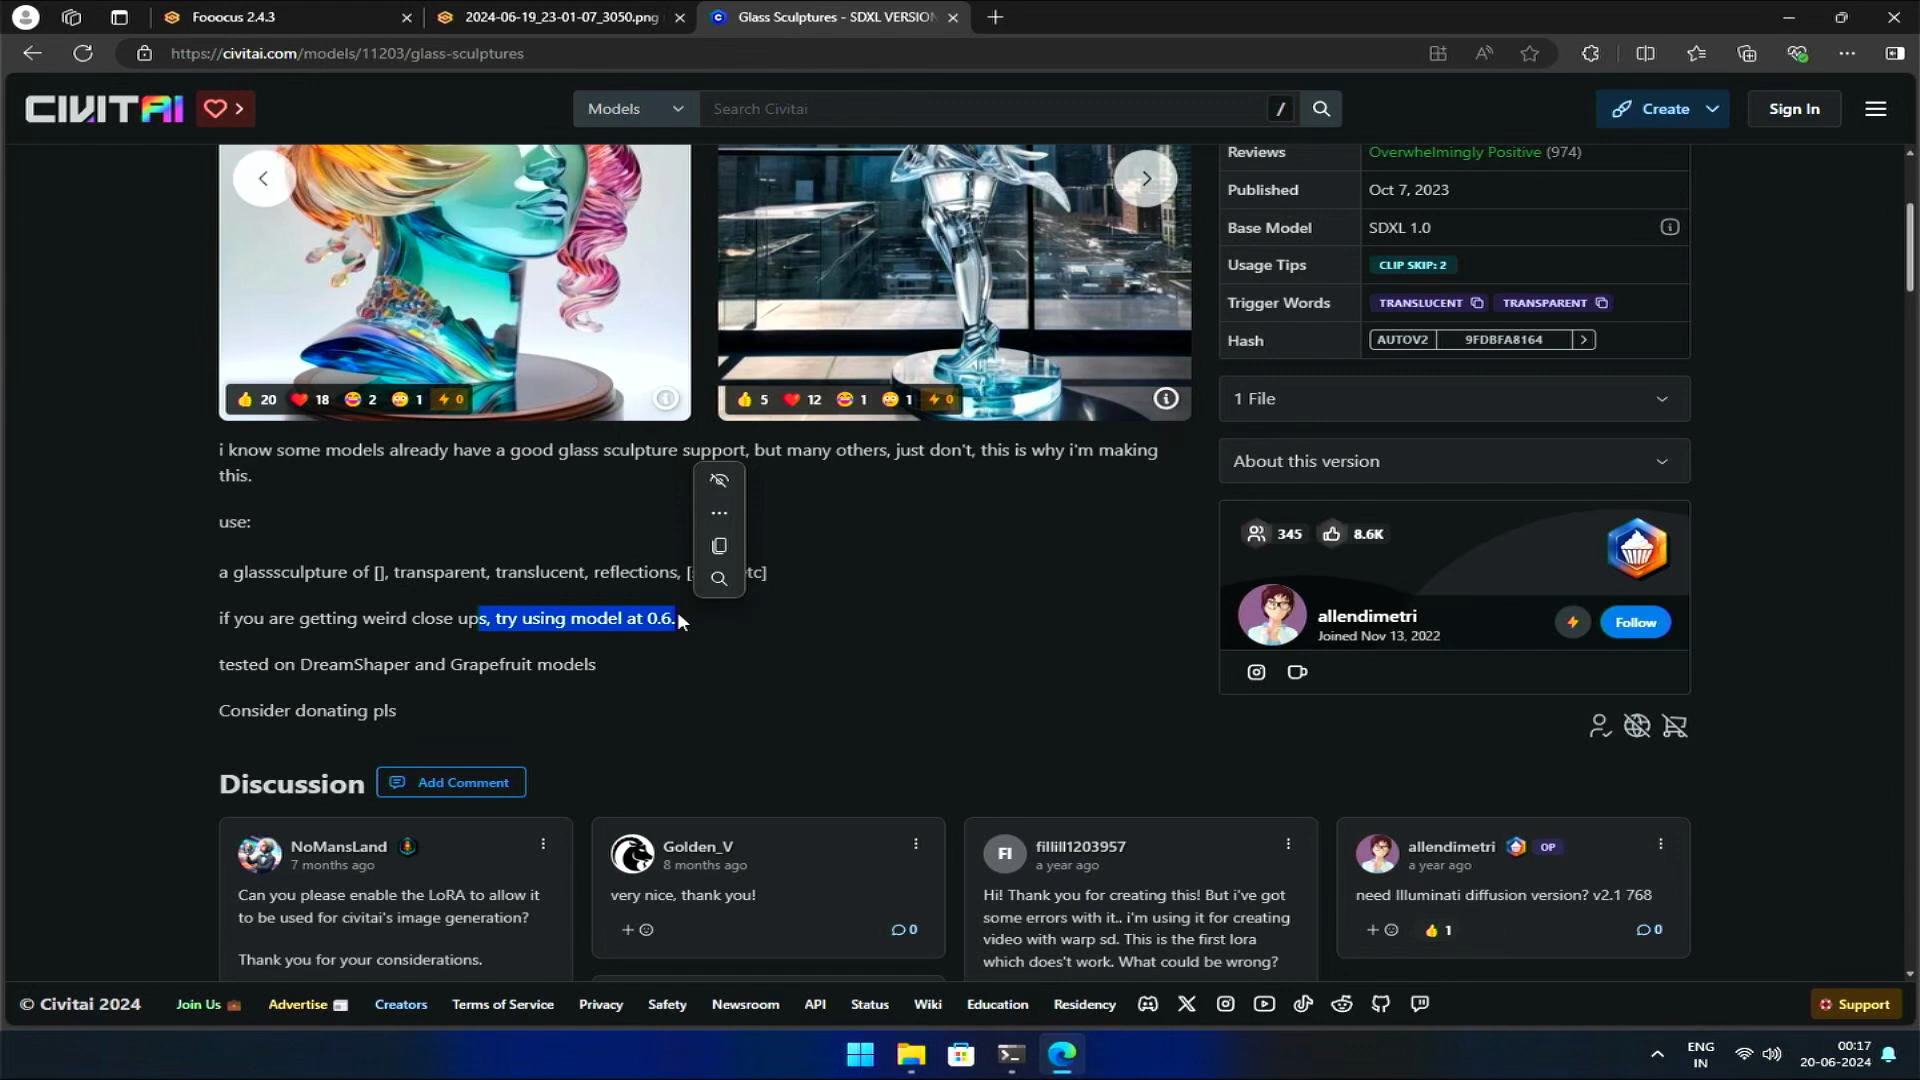 Fooocus 2.4.3
2024-06-19_23-01-07_3050.png
Glass Sculptures - SDXL VERSION
https://civitai.com/models/11203/glass-sculptures
CIVITAI
Models
Search Civitai
/
Create
Sign In
Reviews
Overwhelmingly Positive (974)
Published
Oct 7, 2023
Base Model
SDXL 1.0
Usage Tips
CLIP SKIP: 2
Trigger Words
TRANSLUCENT
TRANSPARENT
Hash
AUTOV2
9FDBFA8164
20 18 2 1 0
5 12 1 1 0
1 File
i know some models already have a good glass sculpture support, but many others, just don't, this is why i'm making
this.
About this version
use:
a glasssculpture of [], transparent, translucent, reflections, [
tc]
if you are getting weird close ups, try using model at 0.6.
tested on DreamShaper and Grapefruit models
Consider donating pls
345
8.6K
allendimetri
Joined Nov 13, 2022
Follow
Discussion
Add Comment
NoMansLand
7 months ago
Can you please enable the LoRA to allow it
to be used for civitai's image generation?
Thank you for your considerations.
Golden_V
8 months ago
very nice, thank you!
0
FI
fillill1203957
a year ago
Hi! Thank you for creating this! But i've got
some errors with it.. i'm using it for creating
video with warp sd. This is the first lora
which does't work. What could be wrong?
allendimetri
OP
a year ago
need Illuminati diffusion version? v2.1 768
1
0
© Civitai 2024
Join Us
Advertise
Creators
Terms of Service
Privacy
Safety
Newsroom
API
Status
Wiki
Education
Residency
Support
ENG
IN
00:17
20-06-2024